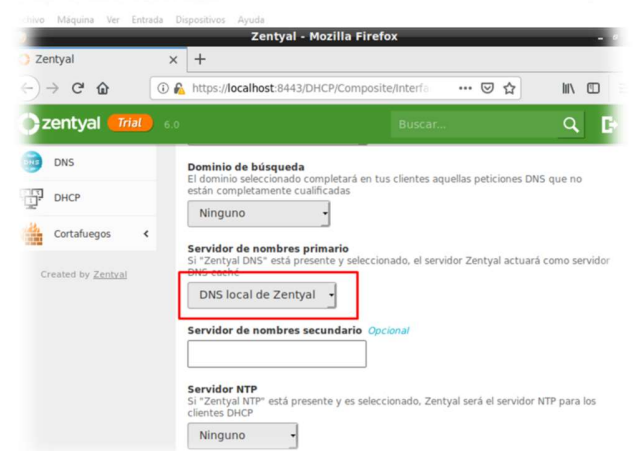 Máquina Ver Entrada Dispositivos Ayuda
Zentyal - Mozilla Firefox
Zentyal
https://localhost:8443/DHCP/Composite/Interfa
zentyal Trial 6.0 Buscar...
DNS
DHCP
Cortafuegos
Created by Zentyal
Dominio de búsqueda
El dominio seleccionado completará en tus clientes aquellas peticiones DNS que no
están completamente cualificadas
Ninguno
Servidor de nombres primario
Si "Zentyal DNS" está presente y seleccionado, el servidor Zentyal actuará como servidor
DNS caché
DNS local de Zentyal
Servidor de nombres secundario Opcional
Servidor NTP
Si "Zentyal NTP" está presente y es seleccionado, Zentyal será el servidor NTP para los
clientes DHCP
Ninguno